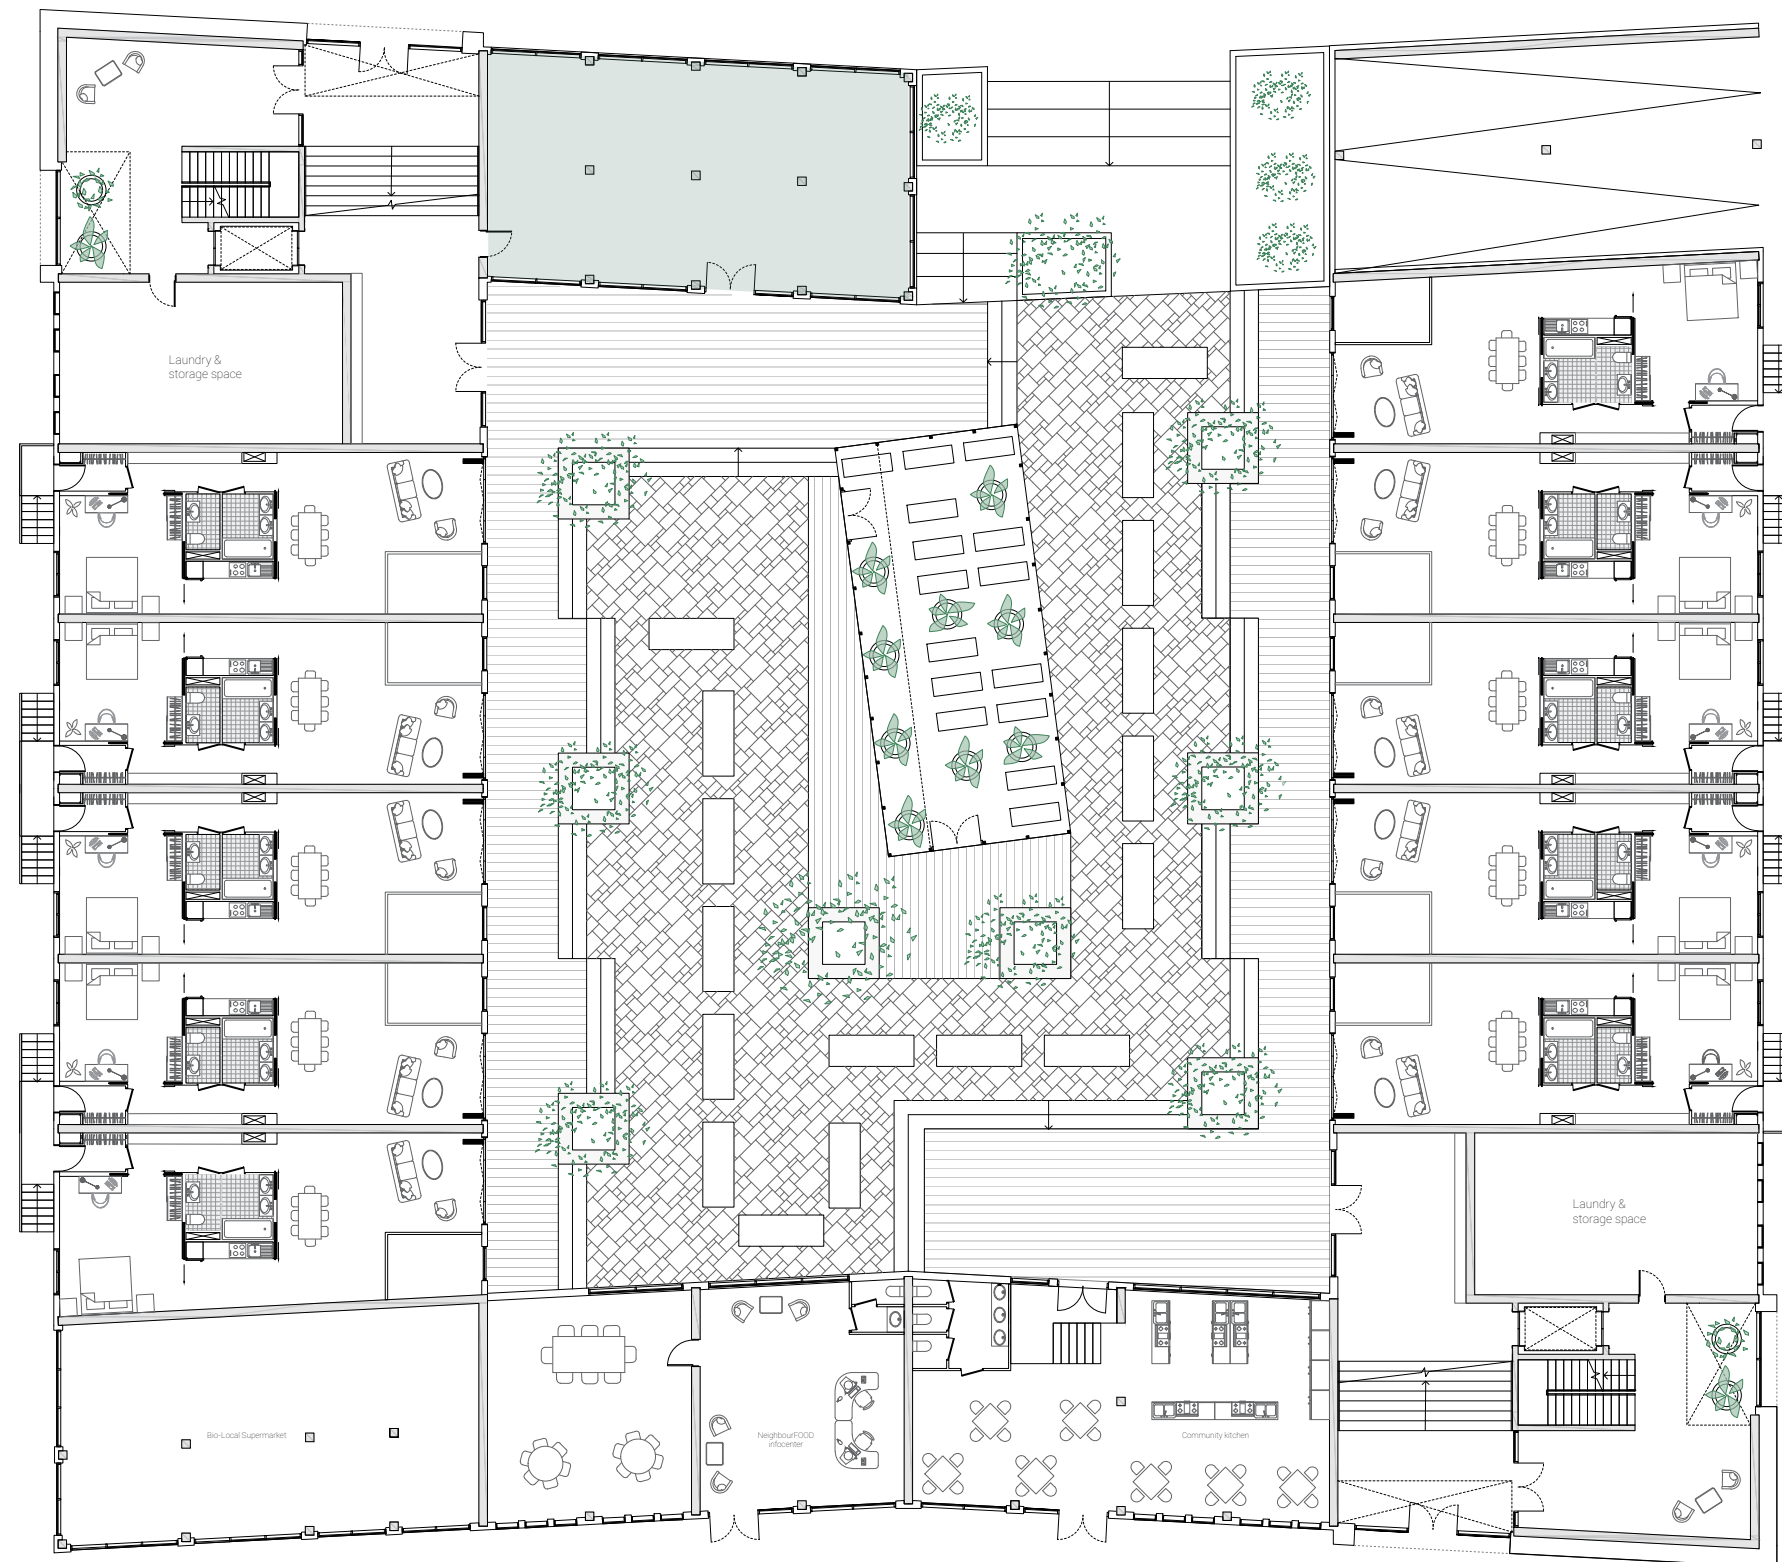 Laundry &
storage space
Laundry &
storage space
Bio-Local Supermarket
NeighbourFOOD
infocenter
Community kitchen